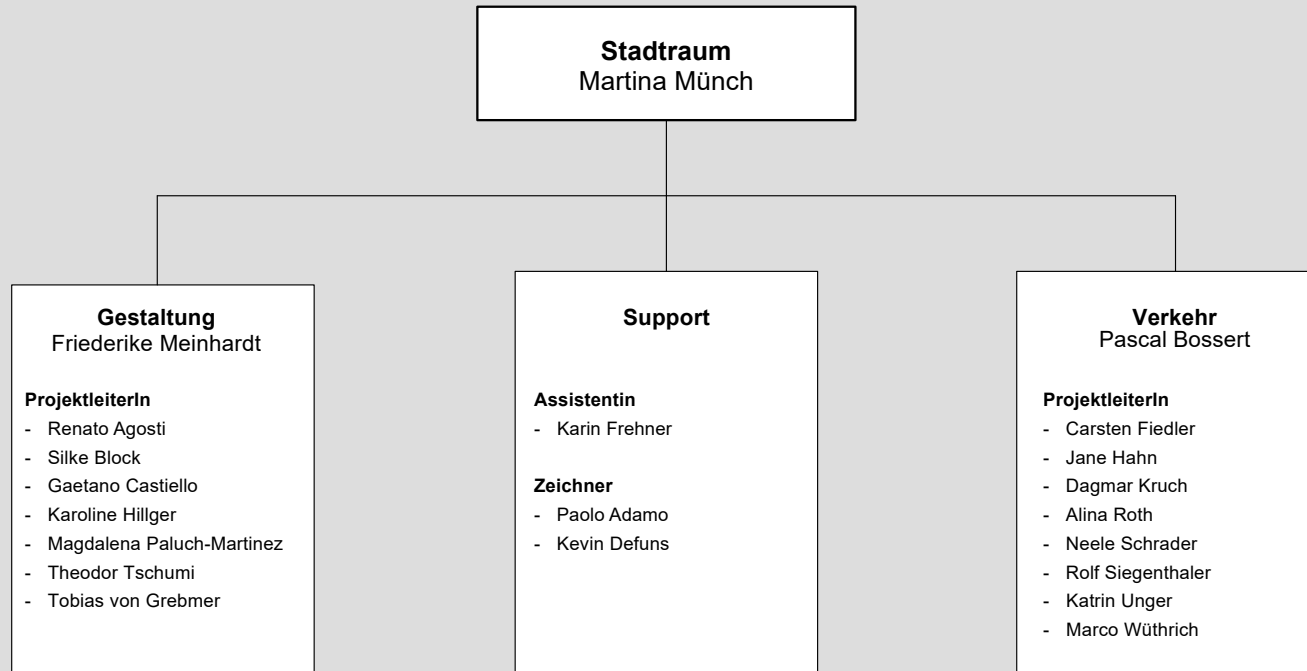 Stadtraum
Martina Münch
Gestaltung
Friederike Meinhardt
ProjektleiterIn
- Renato Agosti
- Silke Block
- Gaetano Castiello
- Karoline Hillger
- Magdalena Paluch-Martinez
- Theodor Tschumi
- Tobias von Grebmer
Support
Assistentin
- Karin Frehner
Zeichner
- Paolo Adamo
- Kevin Defuns
Verkehr
Pascal Bossert
ProjektleiterIn
- Carsten Fiedler
- Jane Hahn
- Dagmar Kruch
- Alina Roth
- Neele Schrader
- Rolf Siegenthaler
- Katrin Unger
- Marco Wüthrich